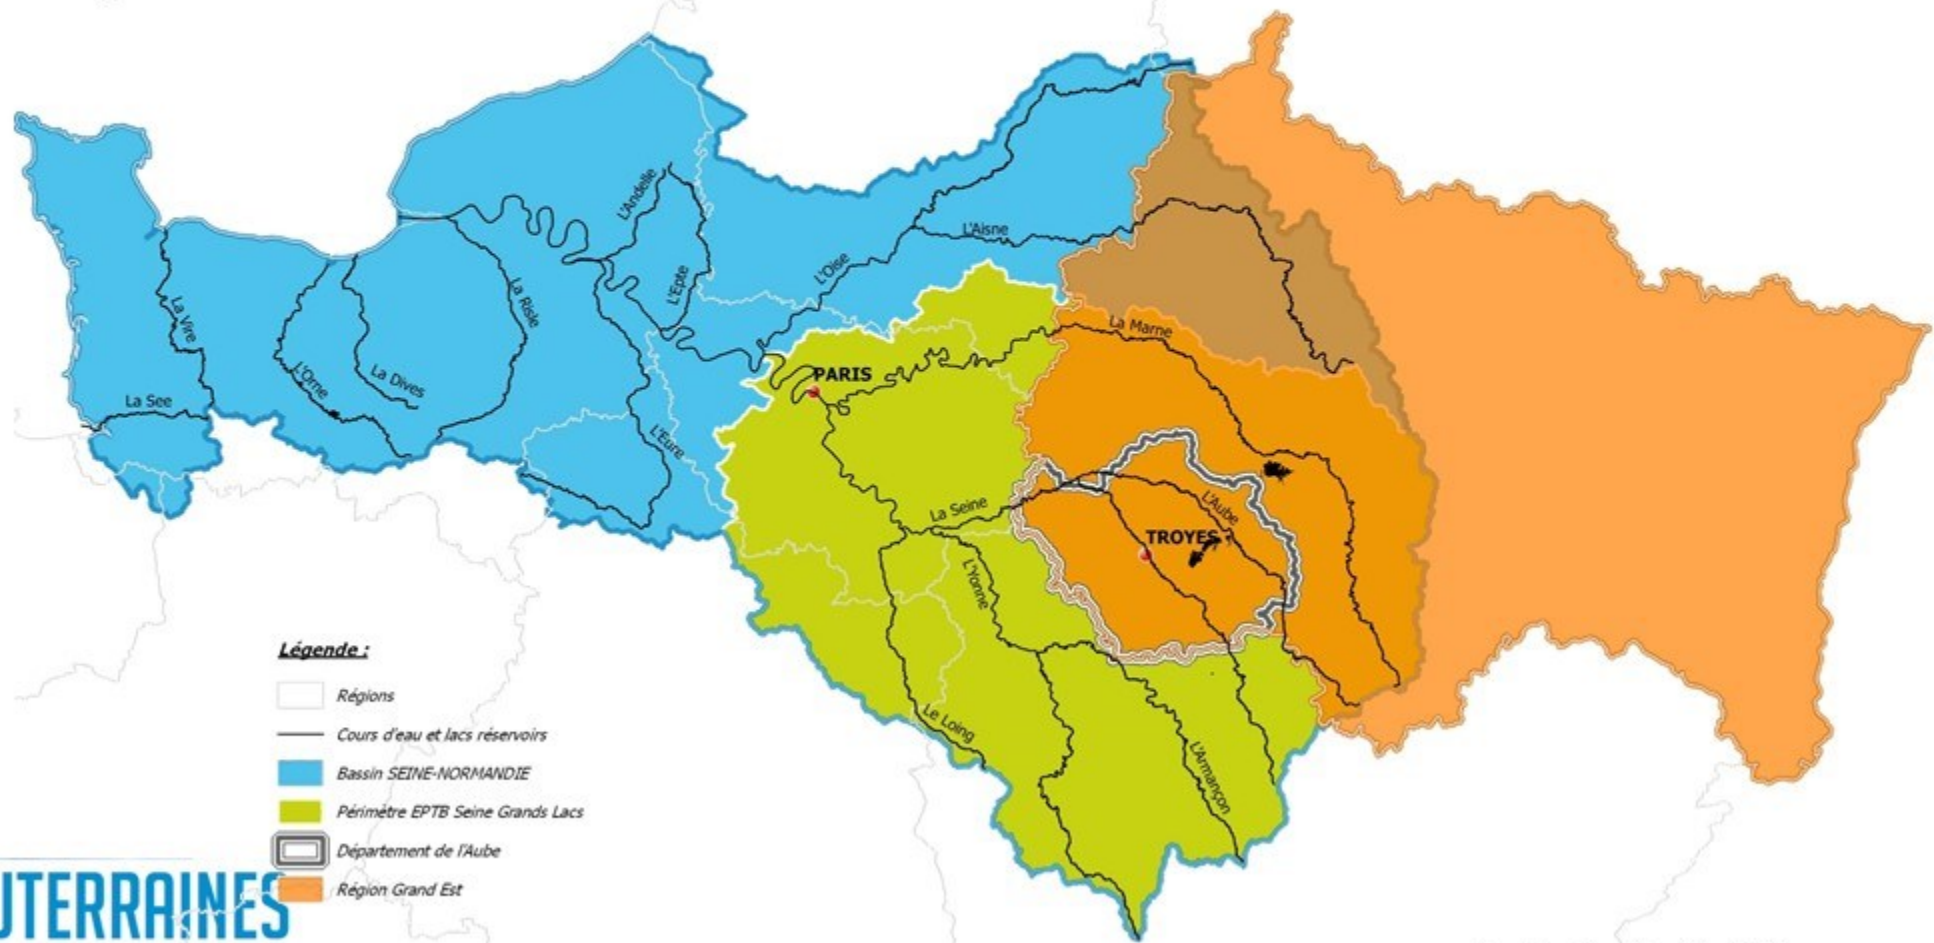 L'Andelle
L'Epte
L'Oise
L'Aisne
La Vire
La Risle
L'Orne
La Dives
La See
L'Eure
PARIS
La Marne
La Seine
L'Aube
TROYES
L'Yonne
Le Loing
L'Armançon
Légende :
Régions
Cours d'eau et lacs réservoirs
Bassin SEINE-NORMANDIE
Périmètre EPTB Seine Grands Lacs
Département de l'Aube
Région Grand Est
UTERRAINES